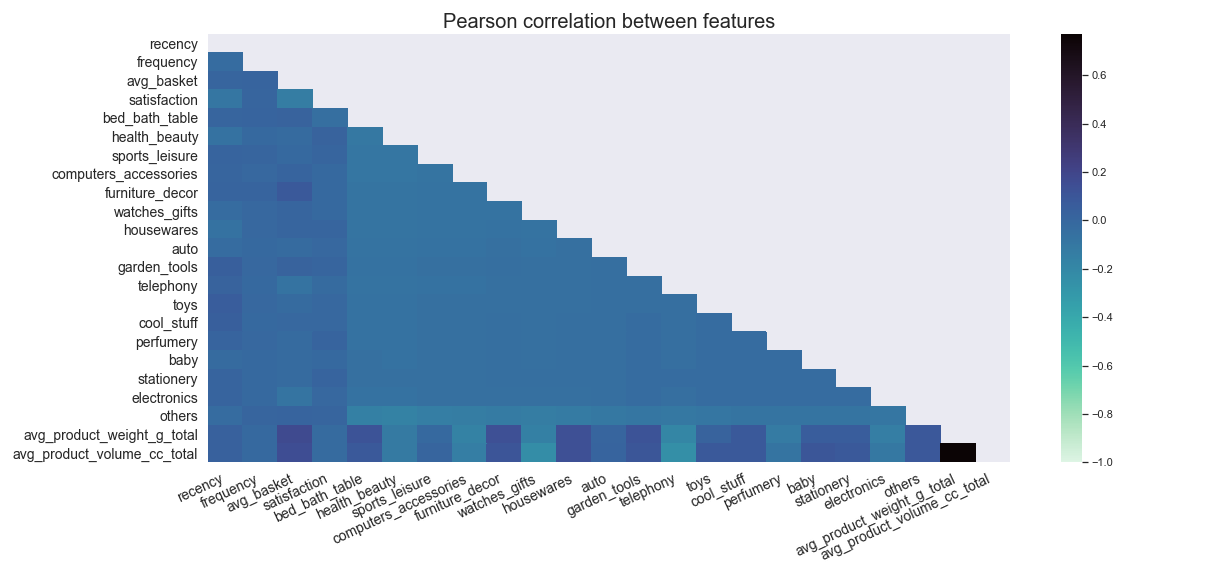 Pearson correlation between features
recency
frequency
avg_basket
satisfaction
bed_bath_table
health_beauty
sports_leisure
computers_accessories
furniture_decor
watches_gifts
housewares
auto
garden_tools
telephony
toys
cool_stuff
perfumery
baby
stationery
electronics
others
avg_product_weight_g_total
avg_product_volume_cc_total
recency
frequency
avg_basket
satisfaction
bed_bath_table
health_beauty
sports_leisure
computers_accessories
furniture_decor
watches_gifts
housewares
auto
garden_tools
telephony
toys
cool_stuff
perfumery
baby
stationery
electronics
others
avg_product_weight_g_total
avg_product_volume_cc_total
0.6
0.4
0.2
0.0
−0.2
−0.4
−0.6
−0.8
−1.0